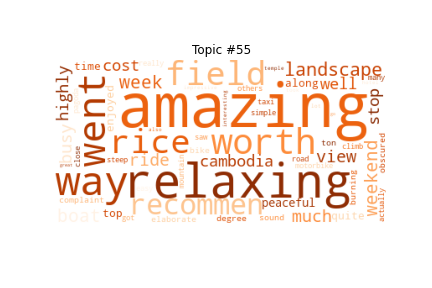 Topic #55
time cost field landscape
highly went week along well stop many
enjoyed others taxi simple
amazing interesting
busy rice worth weekend obscured
close saw bike ton climb
steep ride cambodia road view
way relaxing burning actually
complaint recommen peaceful
boat top degree sound much quite
got elaborate